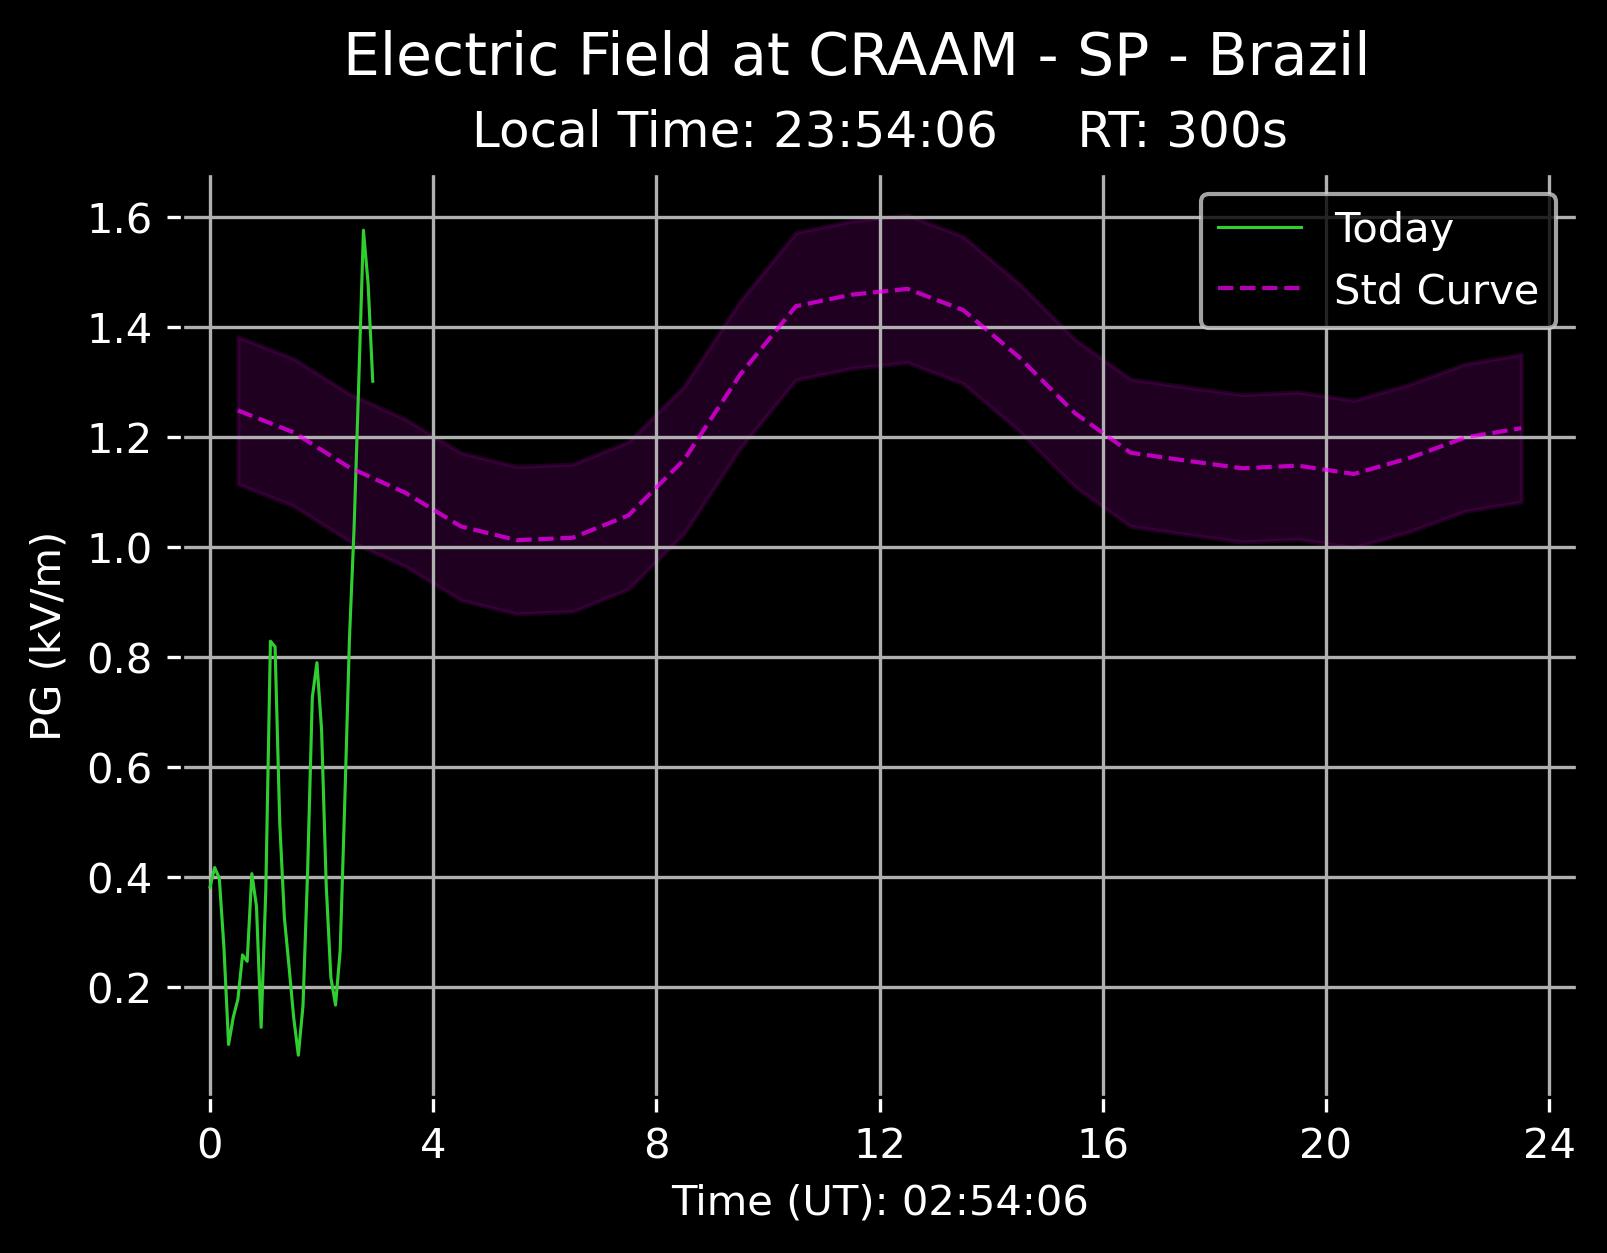 Electric Field at CRAAM - SP - Brazil
Local Time: 23:54:06 RT: 300s
Today
Std Curve
PG (kV/m)
1.6
1.4
1.2
1.0
0.8
0.6
0.4
0.2
0 4 8 12 16 20 24
Time (UT): 02:54:06